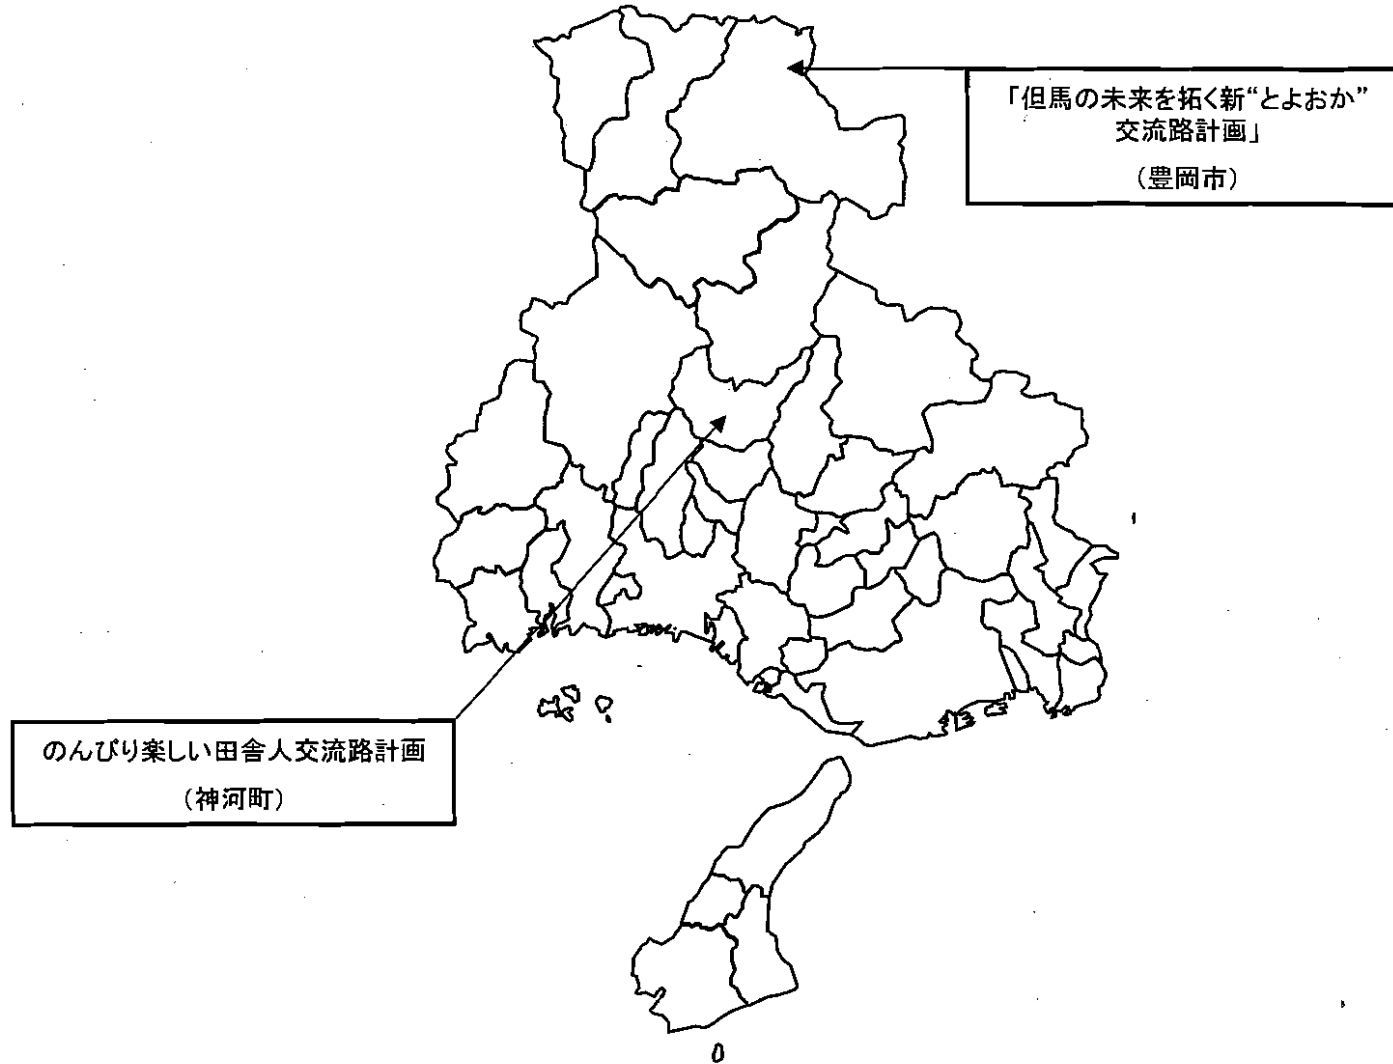 「但馬の未来を拓く新“とよおか”
交流路計画」
（豊岡市）
のんびり楽しい田舎人交流路計画
（神河町）